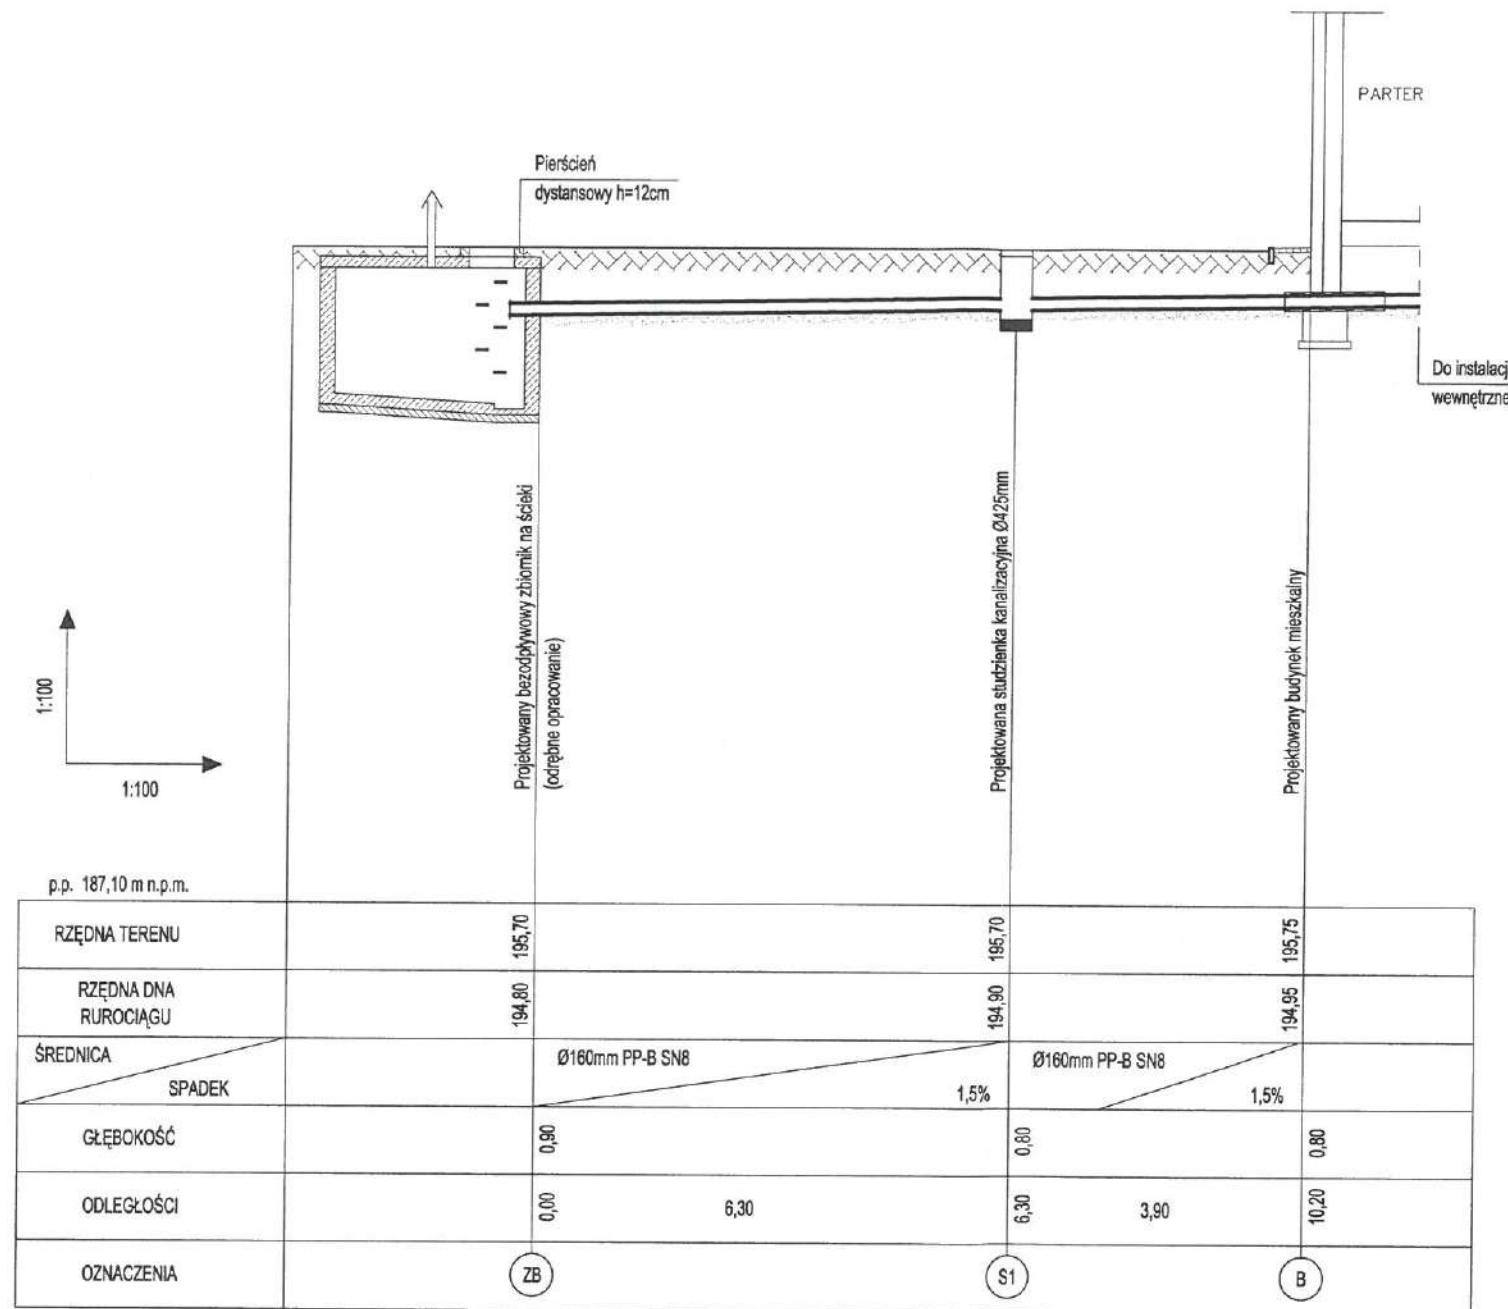 PARTER
Pierścień
dystansowy h=12cm
Do instalacj
wewnętrzne
Projektowany bezodpływowy zbiornik na ścieki
(odrębne opracowanie)
Projektowana studzienka kanalizacyjna Ø425mm
Projektowany budynek mieszkalny
1:100
1:100
p.p. 187,10 m n.p.m.
RZĘDNA TERENU 195,70 195,70 195,75
RZĘDNA DNA
RUROCIĄGU 194,80 194,90 194,95
ŚREDNICA Ø160mm PP-B SN8 Ø160mm PP-B SN8
SPADEK 1,5% 1,5%
GŁĘBOKOŚĆ 0,90 0,80 0,80
ODLEGŁOŚCI 0,00 6,30 6,30 3,90 10,20
OZNACZENIA ZB S1 B